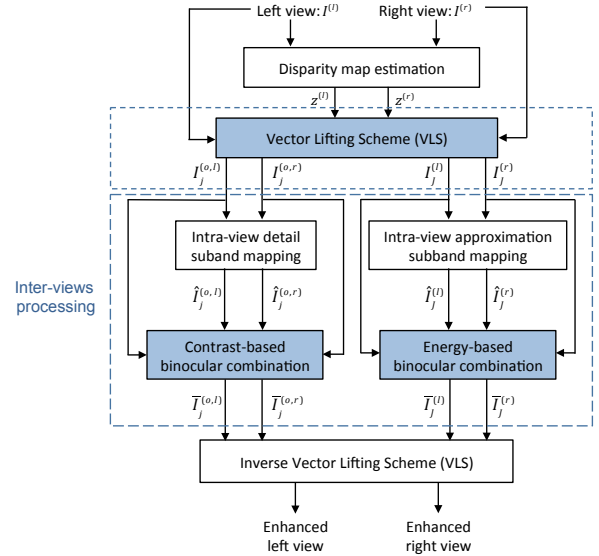 Left view: I^{(l)} Right view: I^{(r)}
Disparity map estimation
z^{(l)} z^{(r)}
Vector Lifting Scheme (VLS)
I_j^{(o,l)} I_j^{(o,r)} I_J^{(l)} I_J^{(r)}
Intra-view detail
suband mapping
Intra-view approximation
subband mapping
Inter-views
processing
Î_j^{(o,l)} Î_j^{(o,r)} Î_J^{(l)} Î_J^{(r)}
Contrast-based
binocular combination
Energy-based
binocular combination
Ī_j^{(o,l)} Ī_j^{(o,r)} Ī_J^{(l)} Ī_J^{(r)}
Inverse Vector Lifting Scheme (VLS)
Enhanced
left view
Enhanced
right view